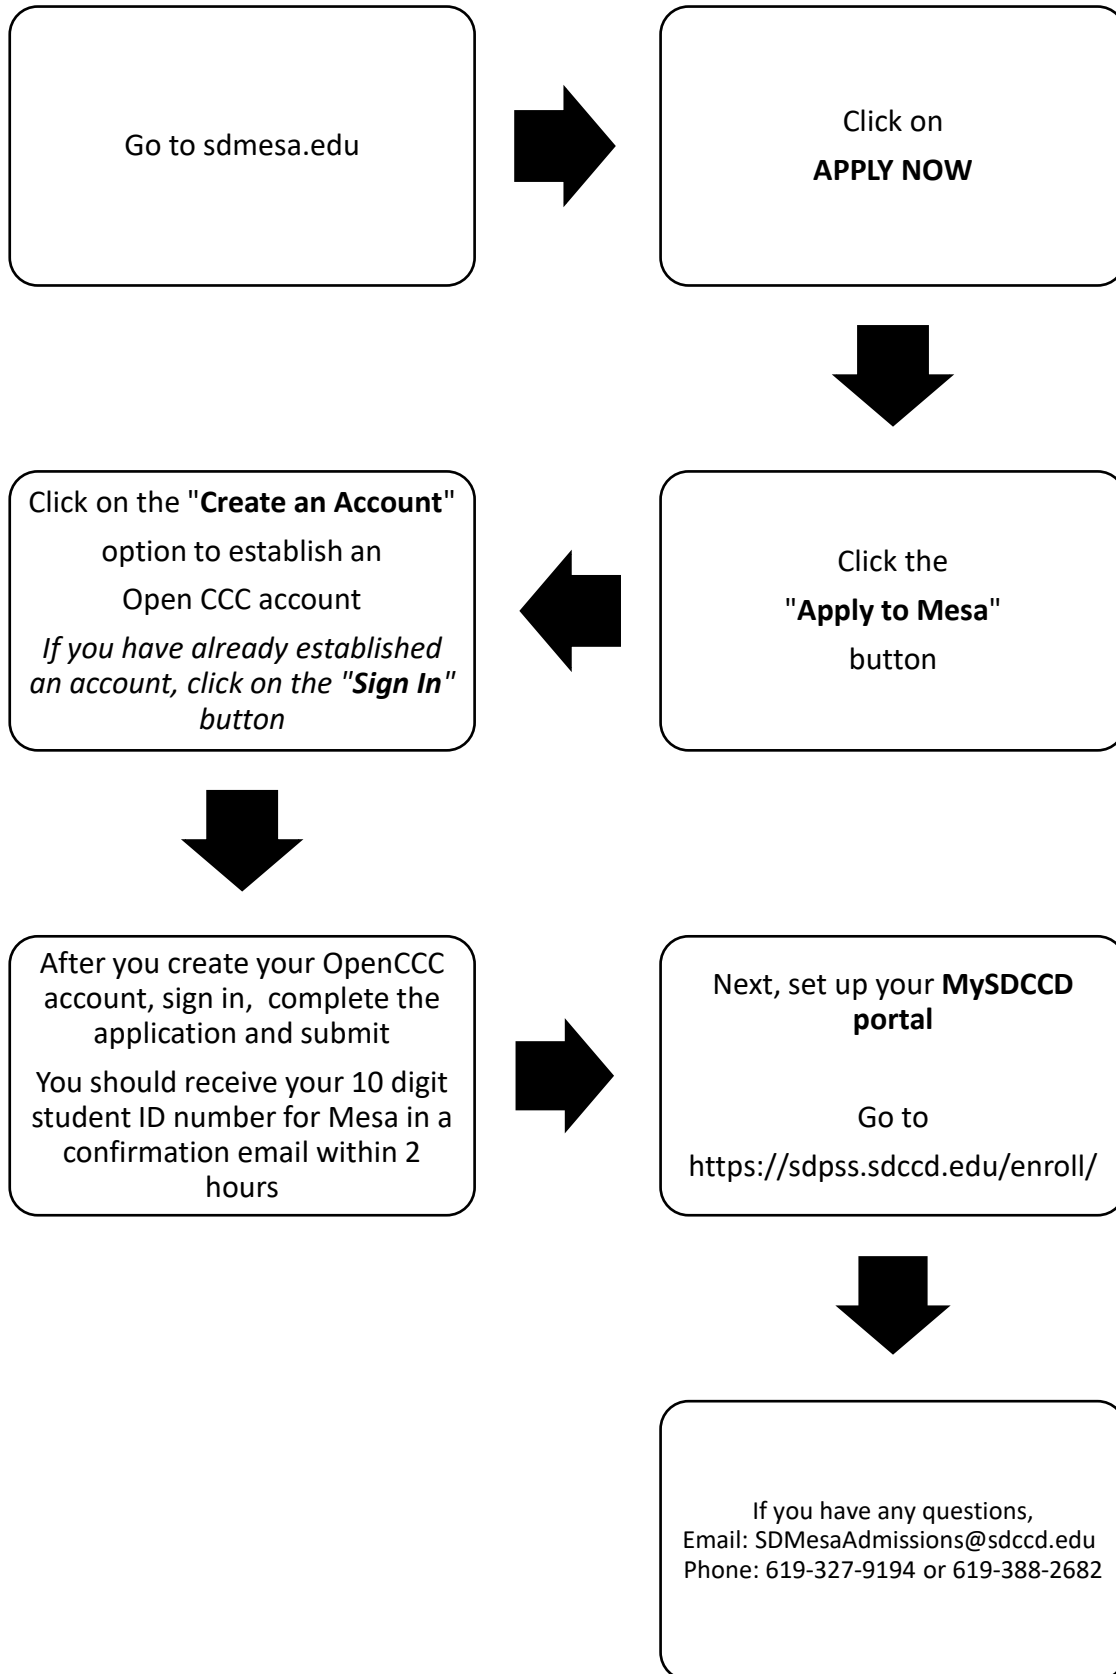 Go to sdmesa.edu
Click on
APPLY NOW
Click the
"Apply to Mesa"
button
Click on the "Create an Account"
option to establish an
Open CCC account
If you have already established
an account, click on the "Sign In"
button
After you create your OpenCCC
account, sign in, complete the
application and submit
You should receive your 10 digit
student ID number for Mesa in a
confirmation email within 2
hours
Next, set up your MySDCCD
portal
Go to
https://sdpss.sdccd.edu/enroll/
If you have any questions,
Email: SDMesaAdmissions@sdccd.edu
Phone: 619-327-9194 or 619-388-2682